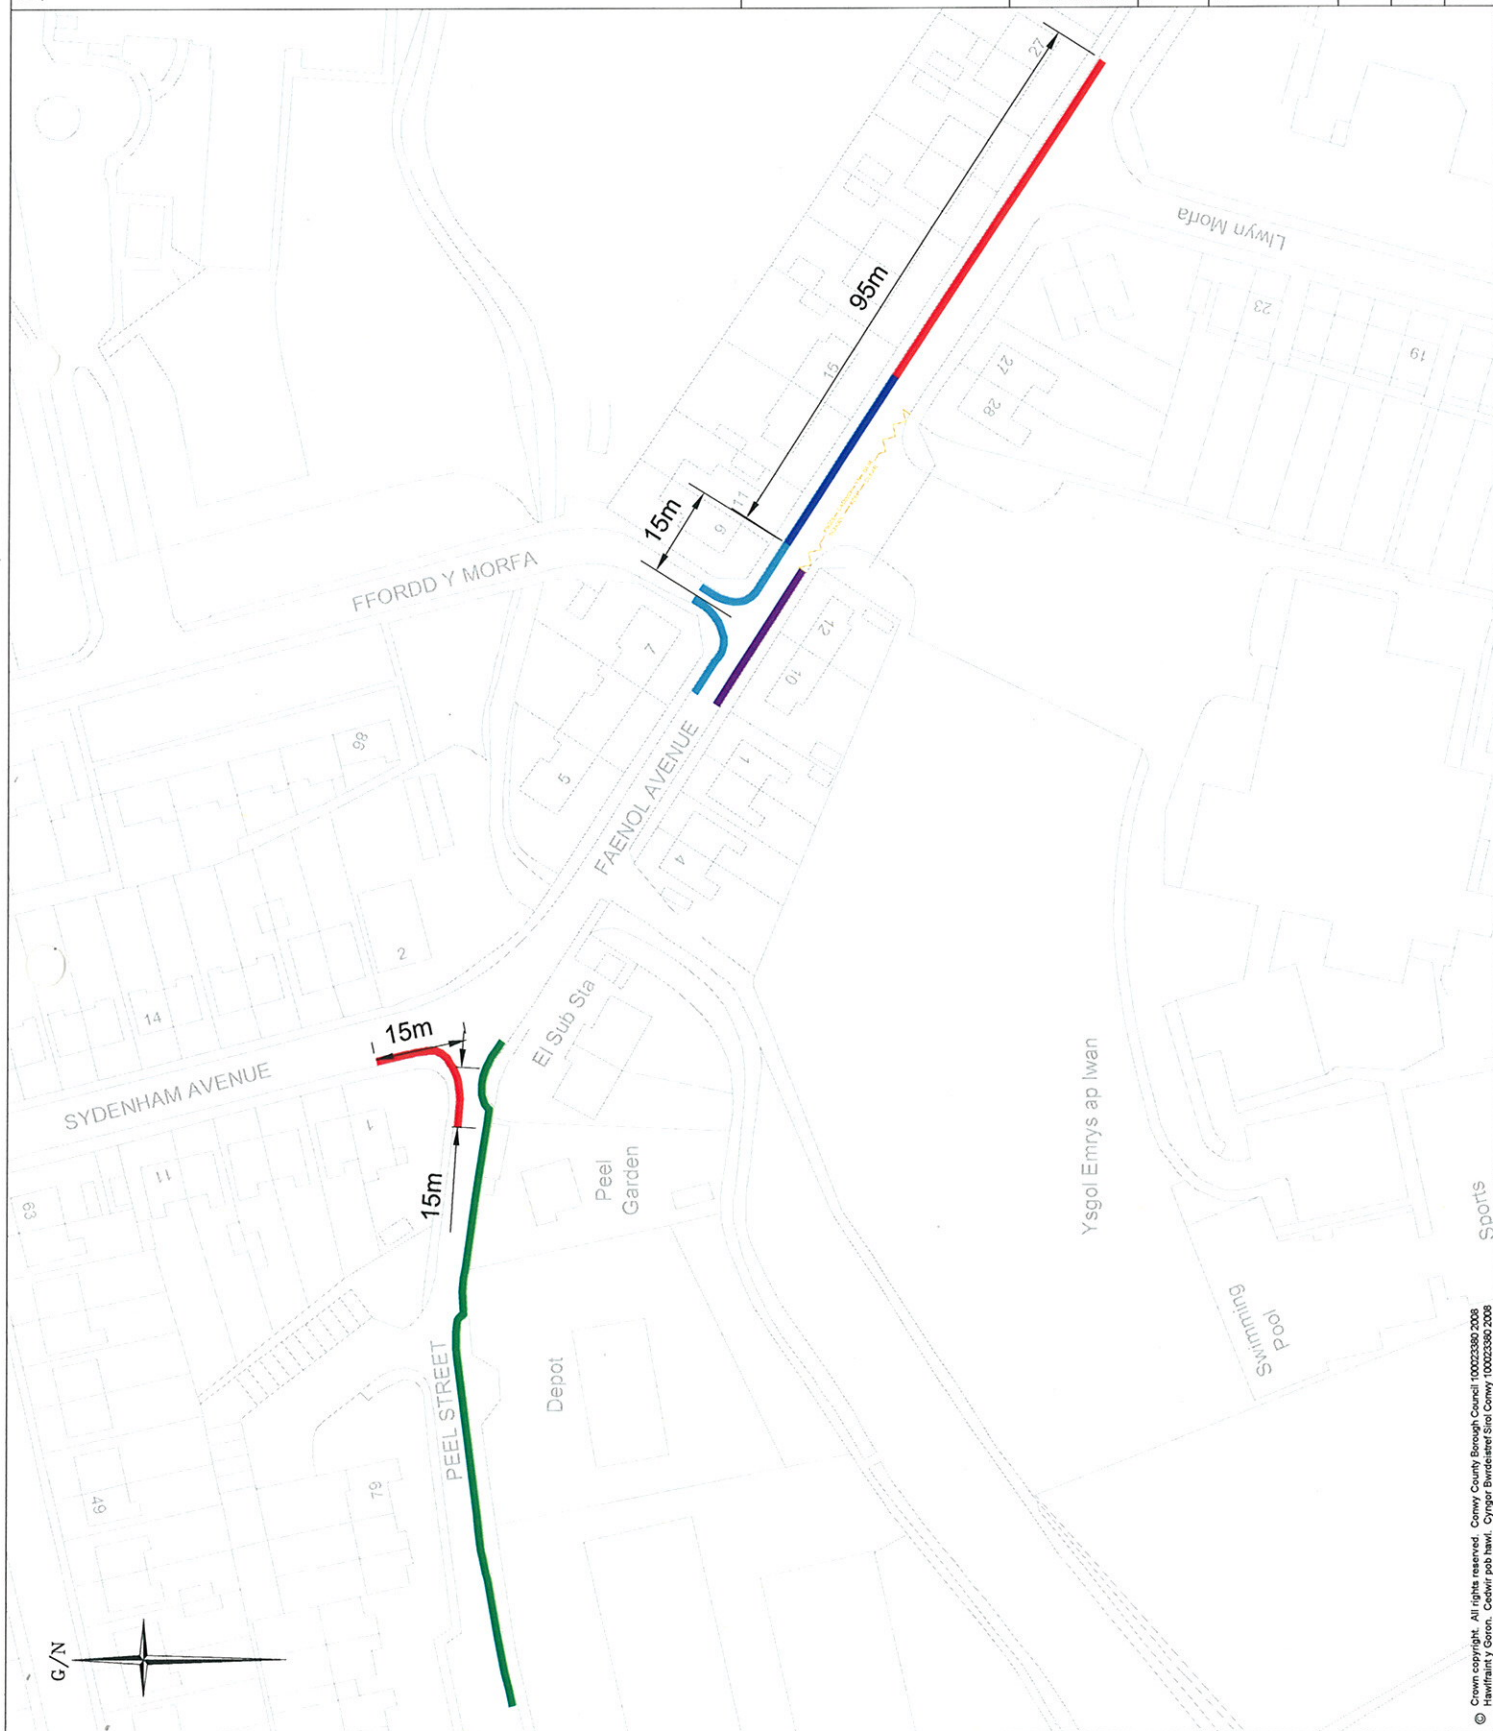 27
95m
Llwyn Morfa
23
19
15
27
28
11
15m
9
FFORDD Y MORFA
7
12
10
5
86
FAENOL AVENUE
1
4
2
14
15m
El Sub Sta
SYDENHAM AVENUE
1
11
63
15m
Peel
Garden
Ysgol Emrys ap Iwan
Sports
Swimming
Pool
PEEL STREET
Depot
49
79
G/N
© Crown copyright. All rights reserved. Conwy County Borough Council 100023380 2008
Hawlfraint y Goron. Cedwir pob hawl. Cyngor Bwrdeistref Sirol Conwy 100023380 2008